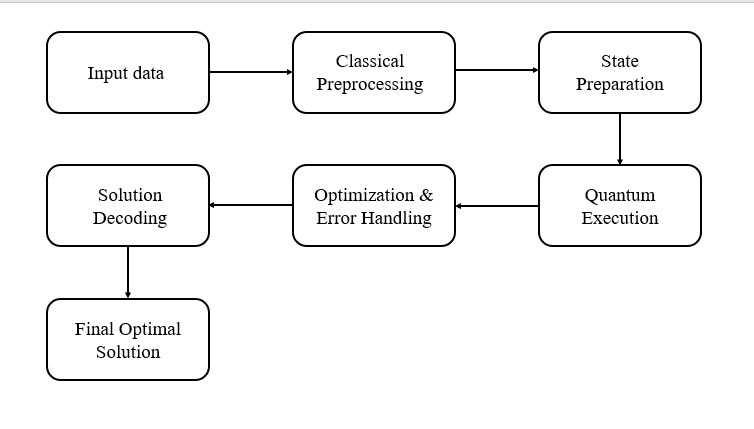 Input data
Classical
Preprocessing
State
Preparation
Quantum
Execution
Optimization &
Error Handling
Solution
Decoding
Final Optimal
Solution